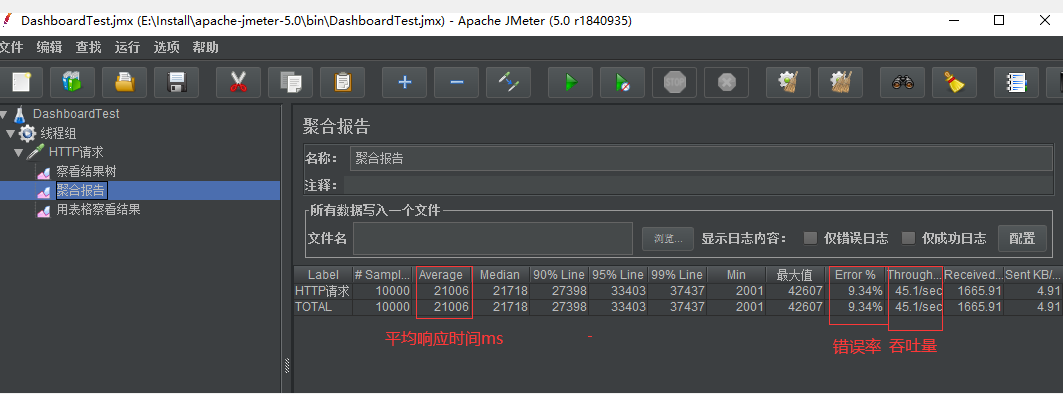 DashboardTest.jmx (E:\Install\apache-jmeter-5.0\bin\DashboardTest.jmx) - Apache JMeter (5.0 r1840935)
文件 编辑 查找 运行 选项 帮助
STOP
DashboardTest
线程组
HTTP请求
察看结果树
聚合报告
用表格察看结果
聚合报告
名称： 聚合报告
注释：
所有数据写入一个文件
文件名 浏览... 显示日志内容： 仅错误日志 仅成功日志 配置
Label # Sampl... Average Median 90% Line 95% Line 99% Line Min 最大值 Error % Through... Received... Sent KB/...
HTTP请求 10000 21006 21718 27398 33403 37437 2001 42607 9.34% 45.1/sec 1665.91 4.91
TOTAL 10000 21006 21718 27398 33403 37437 2001 42607 9.34% 45.1/sec 1665.91 4.91
平均响应时间ms - 错误率 吞吐量